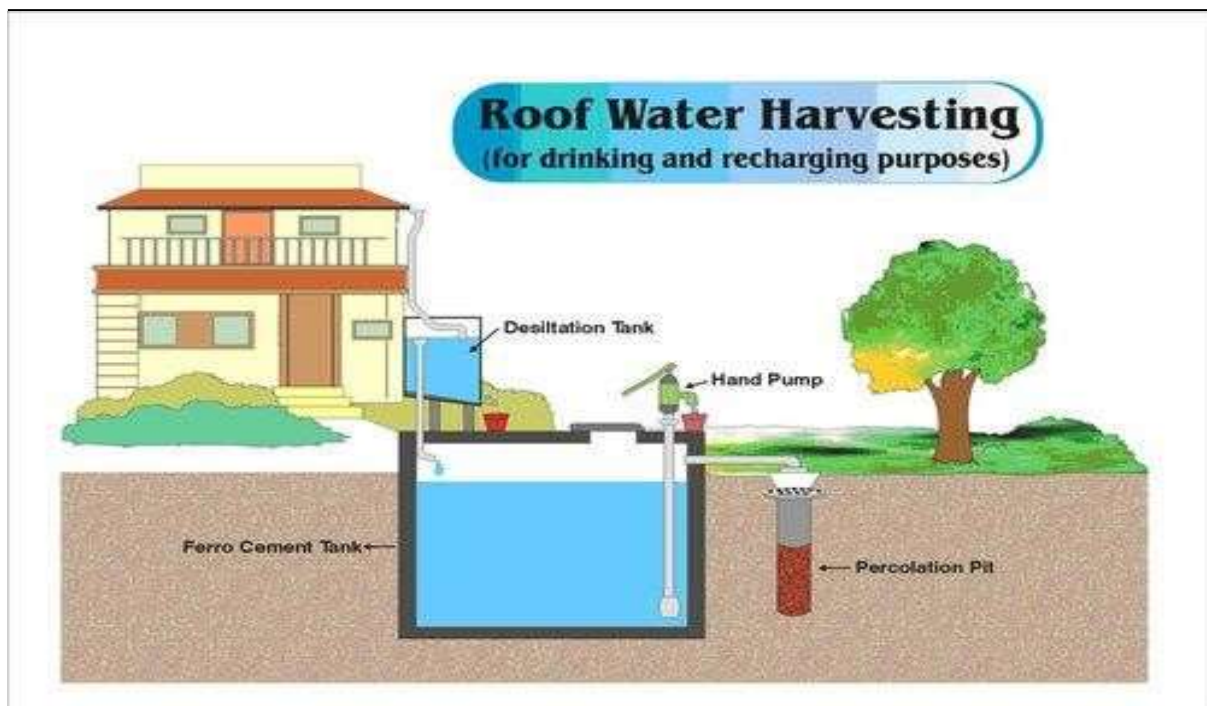 Roof Water Harvesting
(for drinking and recharging purposes)
Desiltation Tank
Hand Pump
Ferro Cement Tank
Percolation Pit